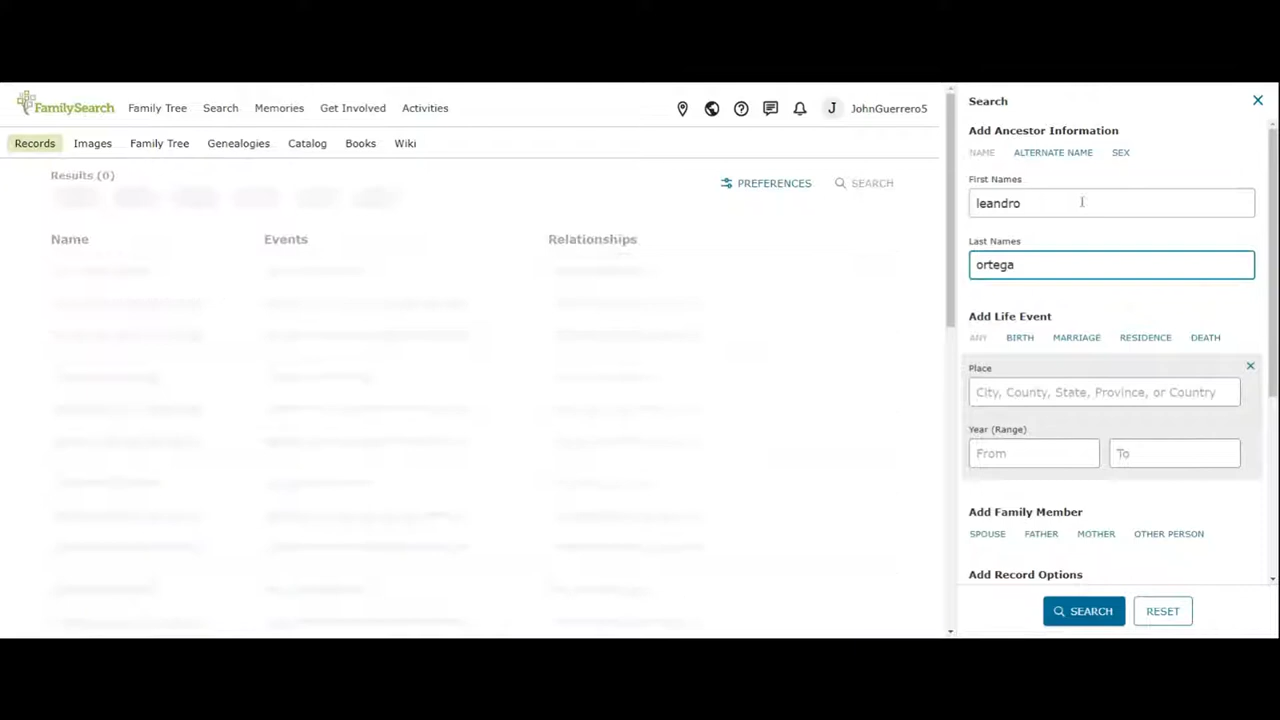 FamilySearch Family Tree Search Memories Get Involved Activities J JohnGuerrero5
Records Images Family Tree Genealogies Catalog Books Wiki
Results (0)
PREFERENCES SEARCH
Name Events Relationships
Search
Add Ancestor Information
NAME ALTERNATE NAME SEX
First Names
leandro
Last Names
ortega
Add Life Event
ANY BIRTH MARRIAGE RESIDENCE DEATH
Place
City, County, State, Province, or Country
Year (Range)
From To
Add Family Member
SPOUSE FATHER MOTHER OTHER PERSON
Add Record Options
SEARCH RESET